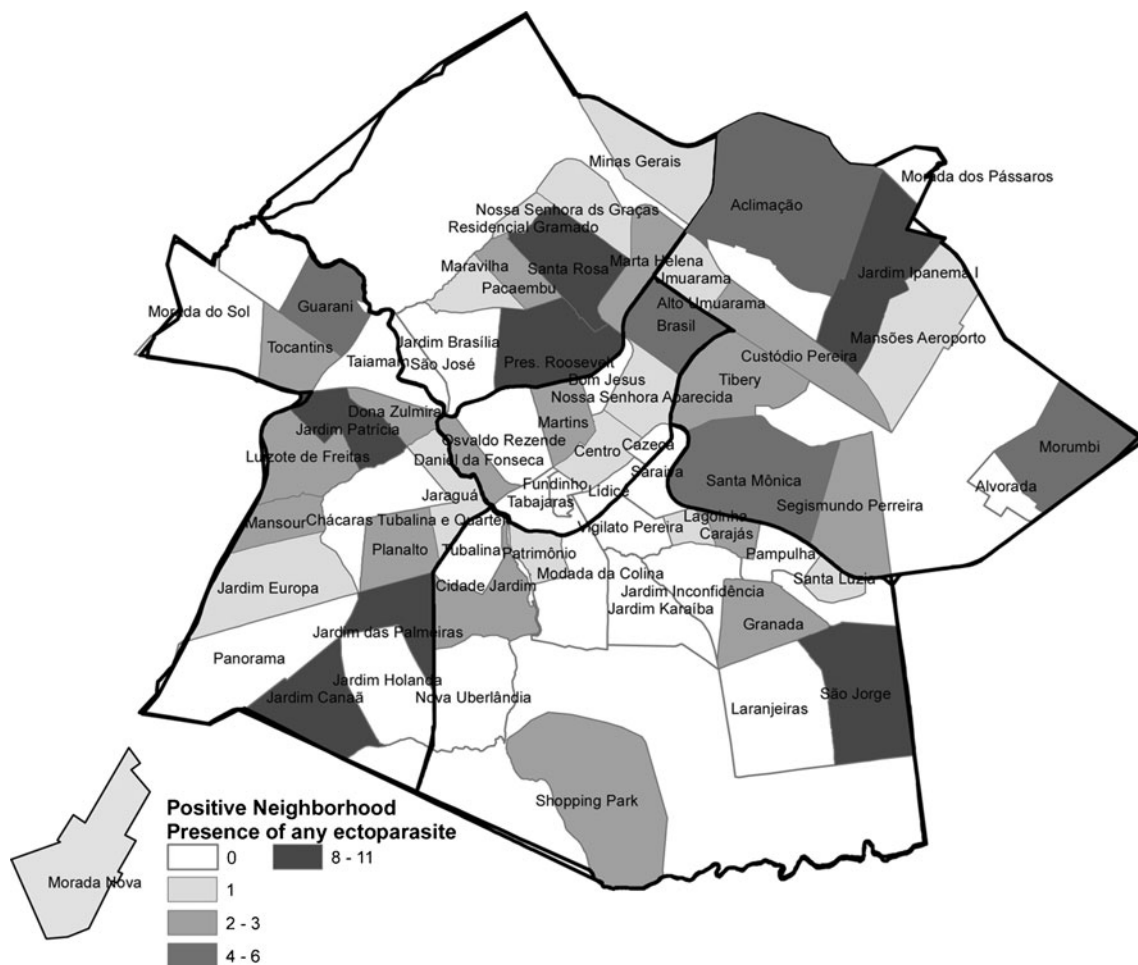 Minas Gerais
Morada dos Pássaros
Aclimação
Nossa Senhora ds Graças
Residencial Gramado
Maravilha
Santa Rosa
Marta Helena
Umuarama
Jardim Ipanema I
Pacaembu
Morada do Sol
Guarani
Alto Umuarama
Brasil
Mansões Aeroporto
Tocantins
Taiaman
Jardim Brasília
São José
Pres. Roosevelt
Custódio Pereira
Bom Jesus
Tibery
Nossa Senhora Aparecida
Dona Zulmira
Jardim Patrícia
Martins
Osvaldo Rezende
Centro
Cazeca
Morumbi
Luizote de Freitas
Daniel da Fonseca
Saraiva
Santa Mônica
Fundinho
Alvorada
Jaraguá
Tabajaras
Lidice
Segismundo Perreira
Mansour
Chácaras Tubalina e Quartel
Vigilato Pereira
Lagoinha
Carajás
Planalto
Tubalina
Patrimônio
Pampulha
Modada da Colina
Santa Luzia
Jardim Europa
Cidade Jardim
Jardim Inconfidência
Jardim Karaíba
Granada
Jardim das Palmeiras
Panorama
Jardim Holanda
Jardim Canaã
Nova Uberlândia
São Jorge
Laranjeiras
Shopping Park
Morada Nova
Positive Neighborhood
Presence of any ectoparasite
0
8 - 11
1
2 - 3
4 - 6